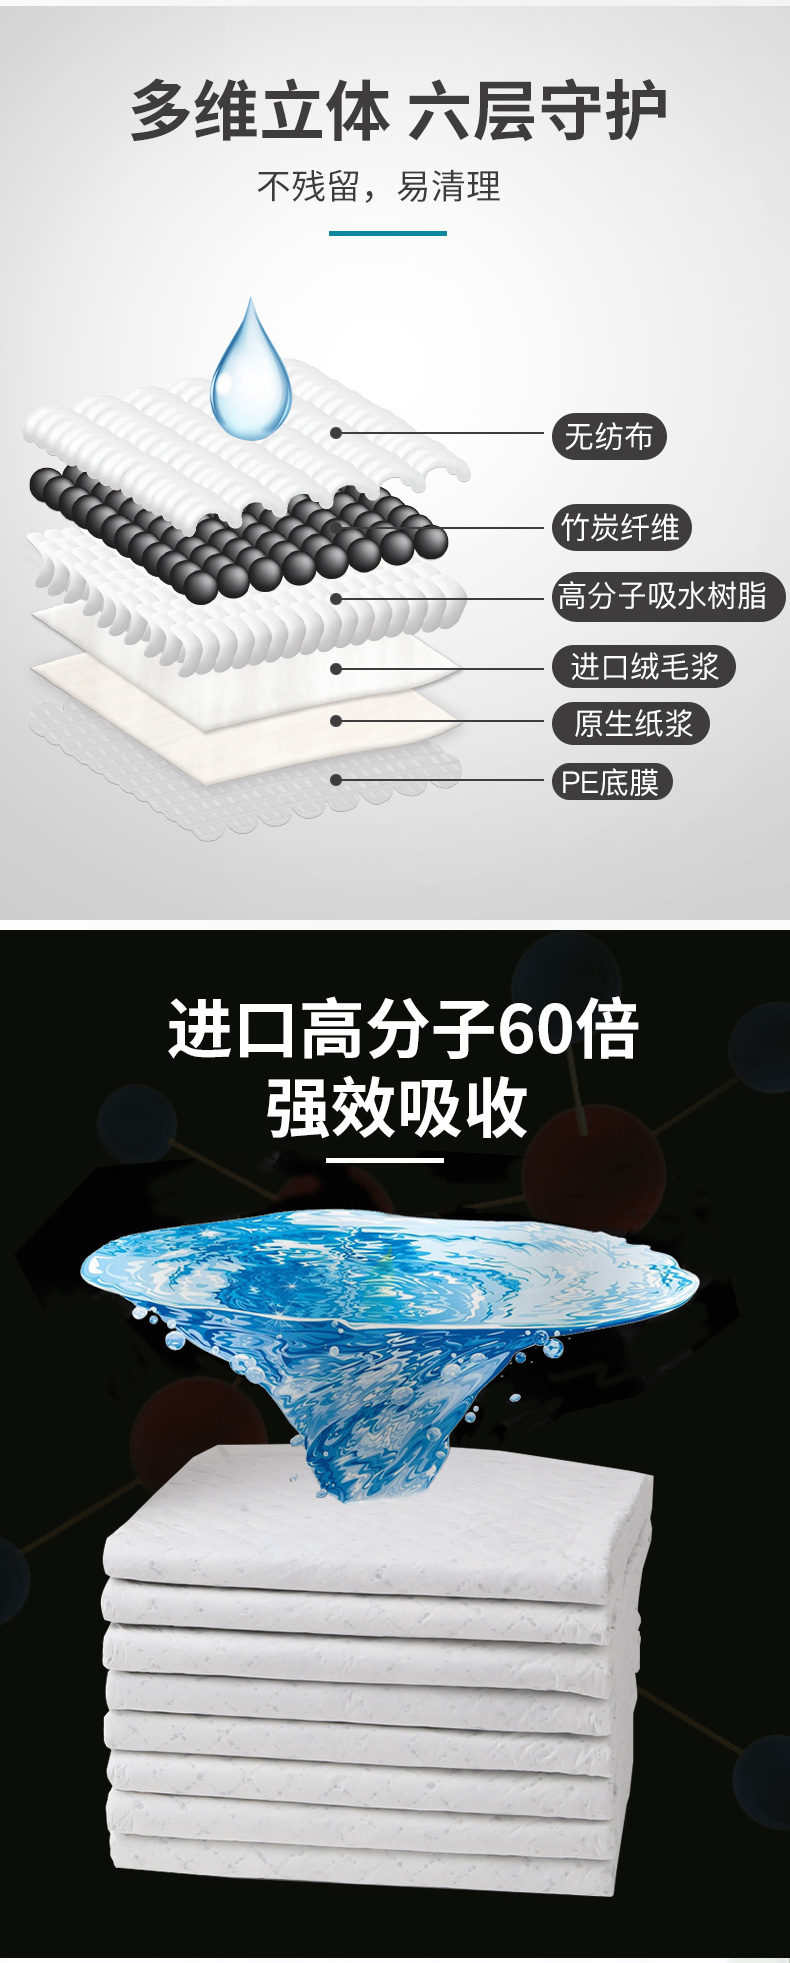 多维立体 六层守护
不残留，易清理
无纺布
竹炭纤维
高分子吸水树脂
进口绒毛浆
原生纸浆
PE底膜
进口高分子60倍
强效吸收